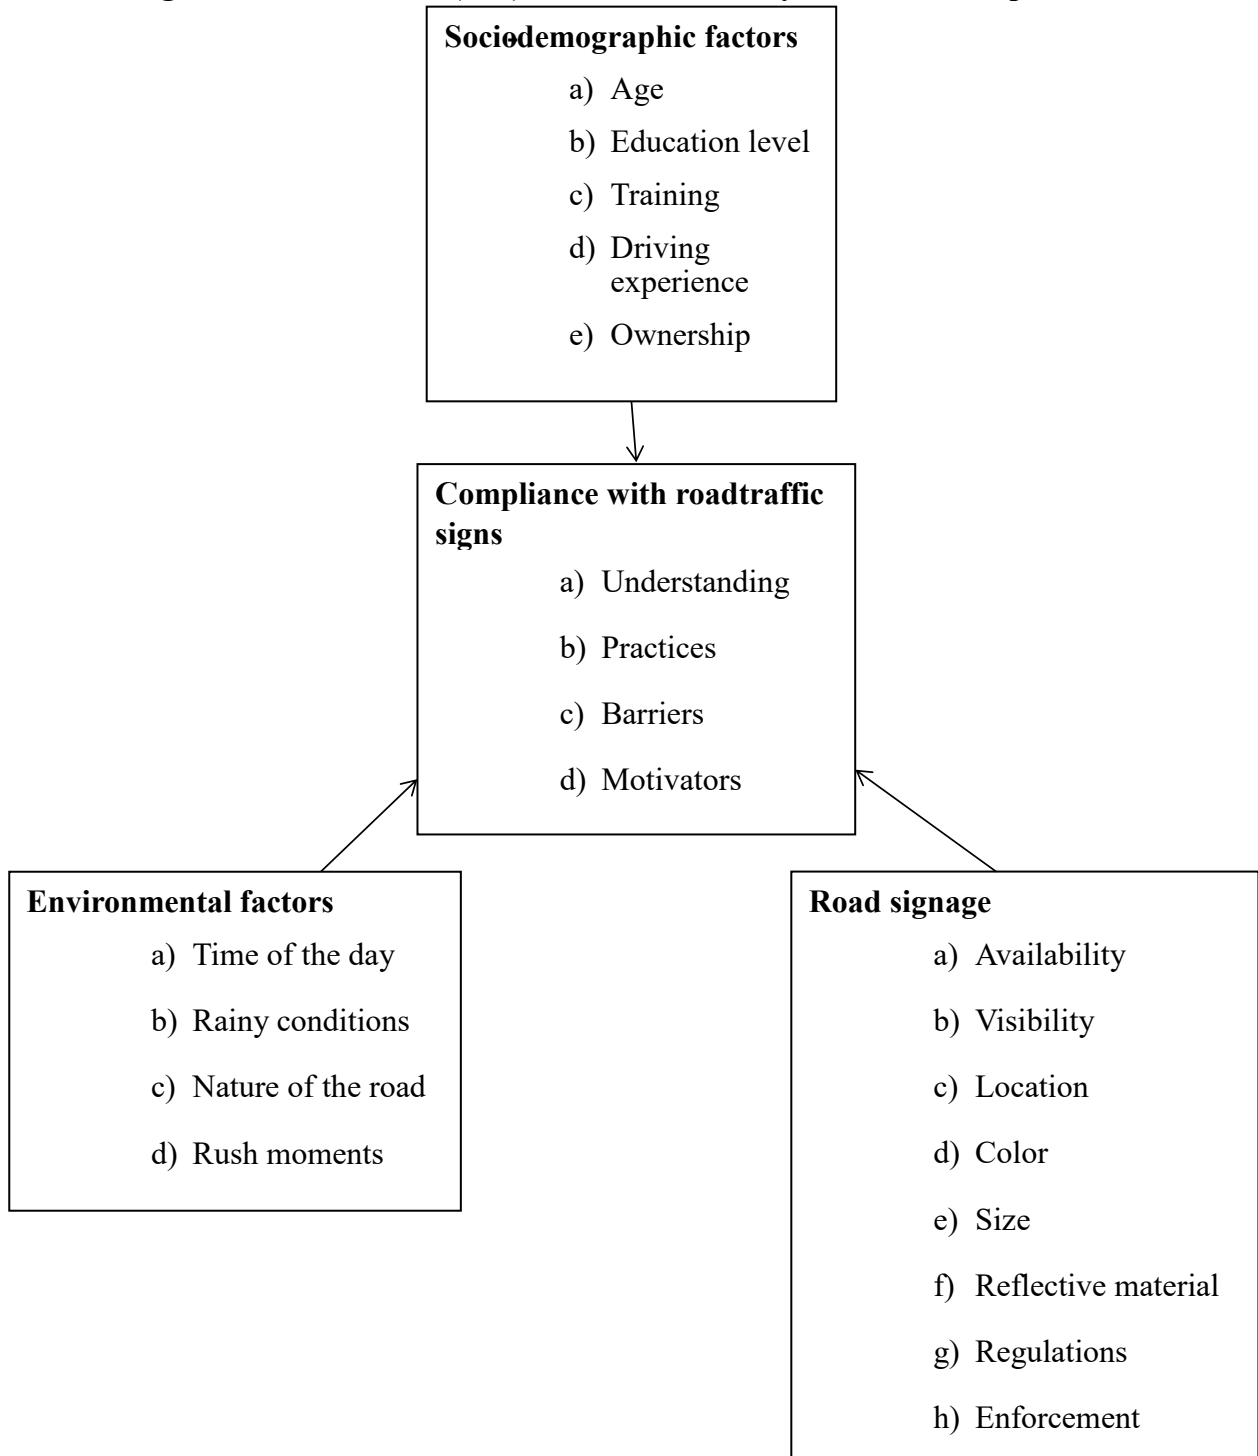 Socio-demographic factors
a) Age
b) Education level
c) Training
d) Driving
experience
e) Ownership
Compliance with roadtraffic
signs
a) Understanding
b) Practices
c) Barriers
d) Motivators
Environmental factors
a) Time of the day
b) Rainy conditions
c) Nature of the road
d) Rush moments
Road signage
a) Availability
b) Visibility
c) Location
d) Color
e) Size
f) Reflective material
g) Regulations
h) Enforcement